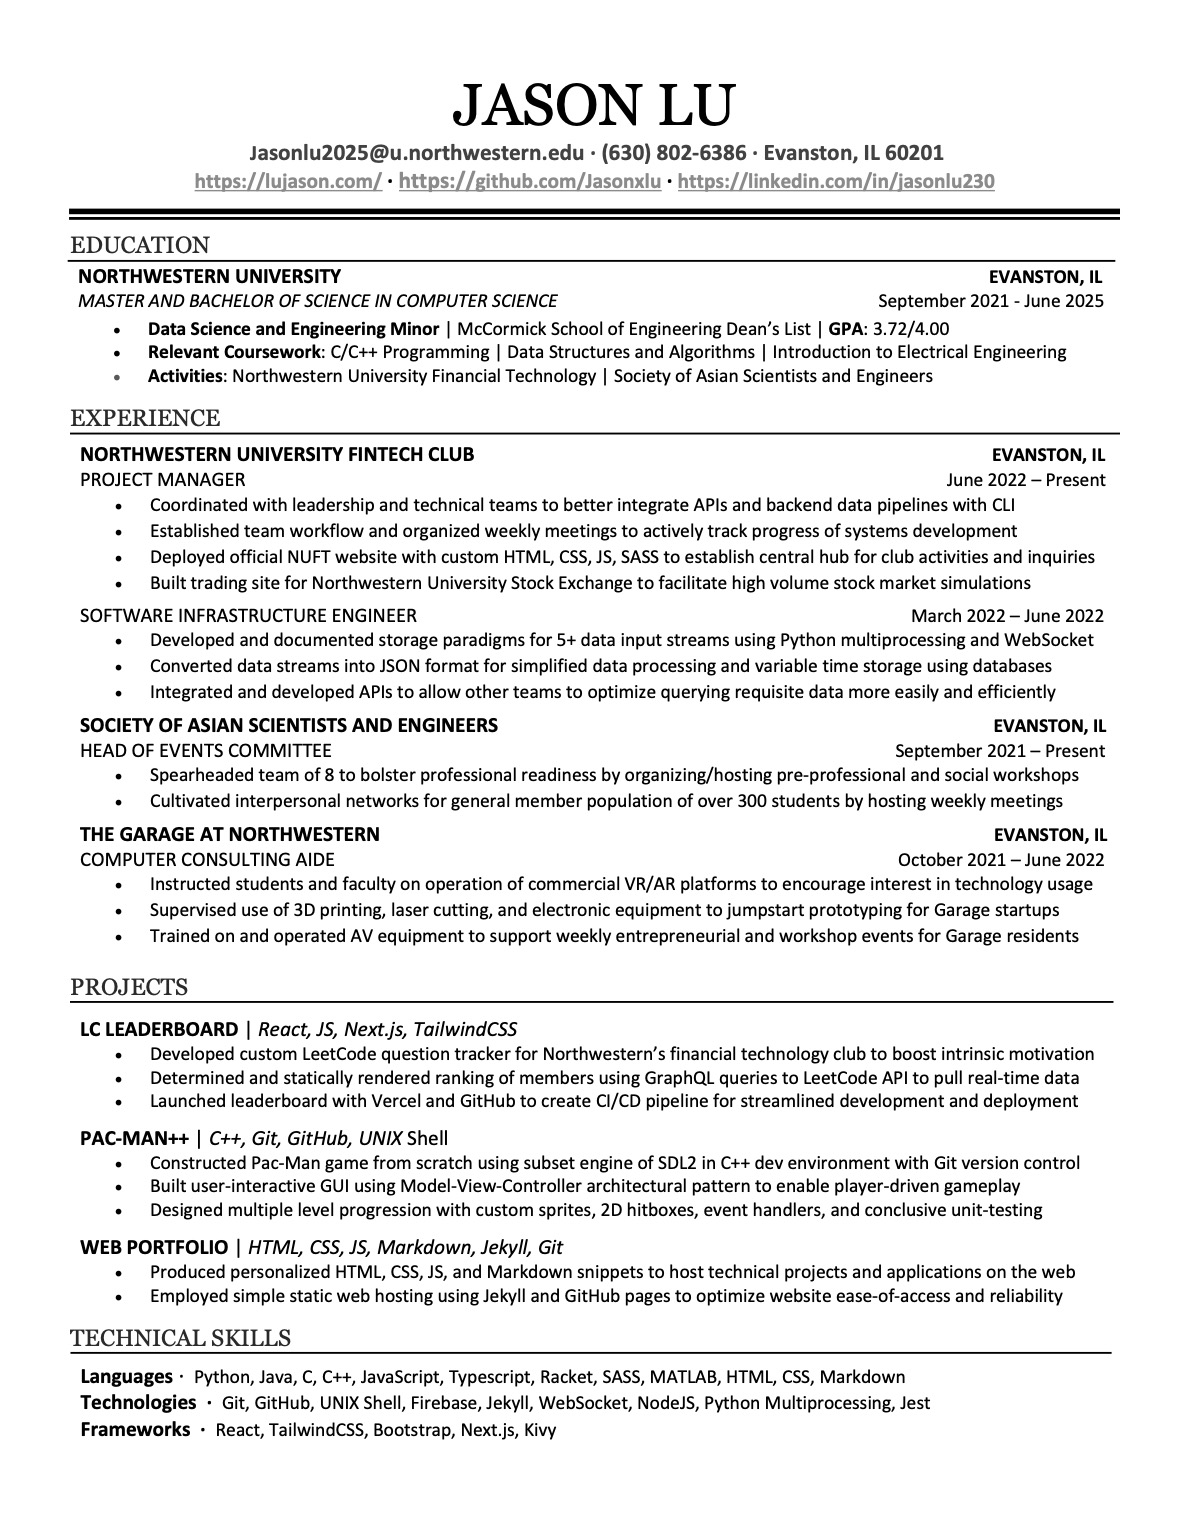 JASON LU
Jasonlu2025@u.northwestern.edu · (630) 802-6386 · Evanston, IL 60201
https://lujason.com/ · https://github.com/Jasonxlu · https://linkedin.com/in/jasonlu230
EDUCATION
NORTHWESTERN UNIVERSITY EVANSTON, IL
MASTER AND BACHELOR OF SCIENCE IN COMPUTER SCIENCE September 2021 - June 2025
• Data Science and Engineering Minor | McCormick School of Engineering Dean's List | GPA: 3.72/4.00
• Relevant Coursework: C/C++ Programming | Data Structures and Algorithms | Introduction to Electrical Engineering
• Activities: Northwestern University Financial Technology | Society of Asian Scientists and Engineers
EXPERIENCE
NORTHWESTERN UNIVERSITY FINTECH CLUB EVANSTON, IL
PROJECT MANAGER June 2022 – Present
• Coordinated with leadership and technical teams to better integrate APIs and backend data pipelines with CLI
• Established team workflow and organized weekly meetings to actively track progress of systems development
• Deployed official NUFT website with custom HTML, CSS, JS, SASS to establish central hub for club activities and inquiries
• Built trading site for Northwestern University Stock Exchange to facilitate high volume stock market simulations
SOFTWARE INFRASTRUCTURE ENGINEER March 2022 – June 2022
• Developed and documented storage paradigms for 5+ data input streams using Python multiprocessing and WebSocket
• Converted data streams into JSON format for simplified data processing and variable time storage using databases
• Integrated and developed APIs to allow other teams to optimize querying requisite data more easily and efficiently
SOCIETY OF ASIAN SCIENTISTS AND ENGINEERS EVANSTON, IL
HEAD OF EVENTS COMMITTEE September 2021 – Present
• Spearheaded team of 8 to bolster professional readiness by organizing/hosting pre-professional and social workshops
• Cultivated interpersonal networks for general member population of over 300 students by hosting weekly meetings
THE GARAGE AT NORTHWESTERN EVANSTON, IL
COMPUTER CONSULTING AIDE October 2021 – June 2022
• Instructed students and faculty on operation of commercial VR/AR platforms to encourage interest in technology usage
• Supervised use of 3D printing, laser cutting, and electronic equipment to jumpstart prototyping for Garage startups
• Trained on and operated AV equipment to support weekly entrepreneurial and workshop events for Garage residents
PROJECTS
LC LEADERBOARD | React, JS, Next.js, TailwindCSS
• Developed custom LeetCode question tracker for Northwestern's financial technology club to boost intrinsic motivation
• Determined and statically rendered ranking of members using GraphQL queries to LeetCode API to pull real-time data
• Launched leaderboard with Vercel and GitHub to create CI/CD pipeline for streamlined development and deployment
PAC-MAN++ | C++, Git, GitHub, UNIX Shell
• Constructed Pac-Man game from scratch using subset engine of SDL2 in C++ dev environment with Git version control
• Built user-interactive GUI using Model-View-Controller architectural pattern to enable player-driven gameplay
• Designed multiple level progression with custom sprites, 2D hitboxes, event handlers, and conclusive unit-testing
WEB PORTFOLIO | HTML, CSS, JS, Markdown, Jekyll, Git
• Produced personalized HTML, CSS, JS, and Markdown snippets to host technical projects and applications on the web
• Employed simple static web hosting using Jekyll and GitHub pages to optimize website ease-of-access and reliability
TECHNICAL SKILLS
Languages · Python, Java, C, C++, JavaScript, Typescript, Racket, SASS, MATLAB, HTML, CSS, Markdown
Technologies · Git, GitHub, UNIX Shell, Firebase, Jekyll, WebSocket, NodeJS, Python Multiprocessing, Jest
Frameworks · React, TailwindCSS, Bootstrap, Next.js, Kivy